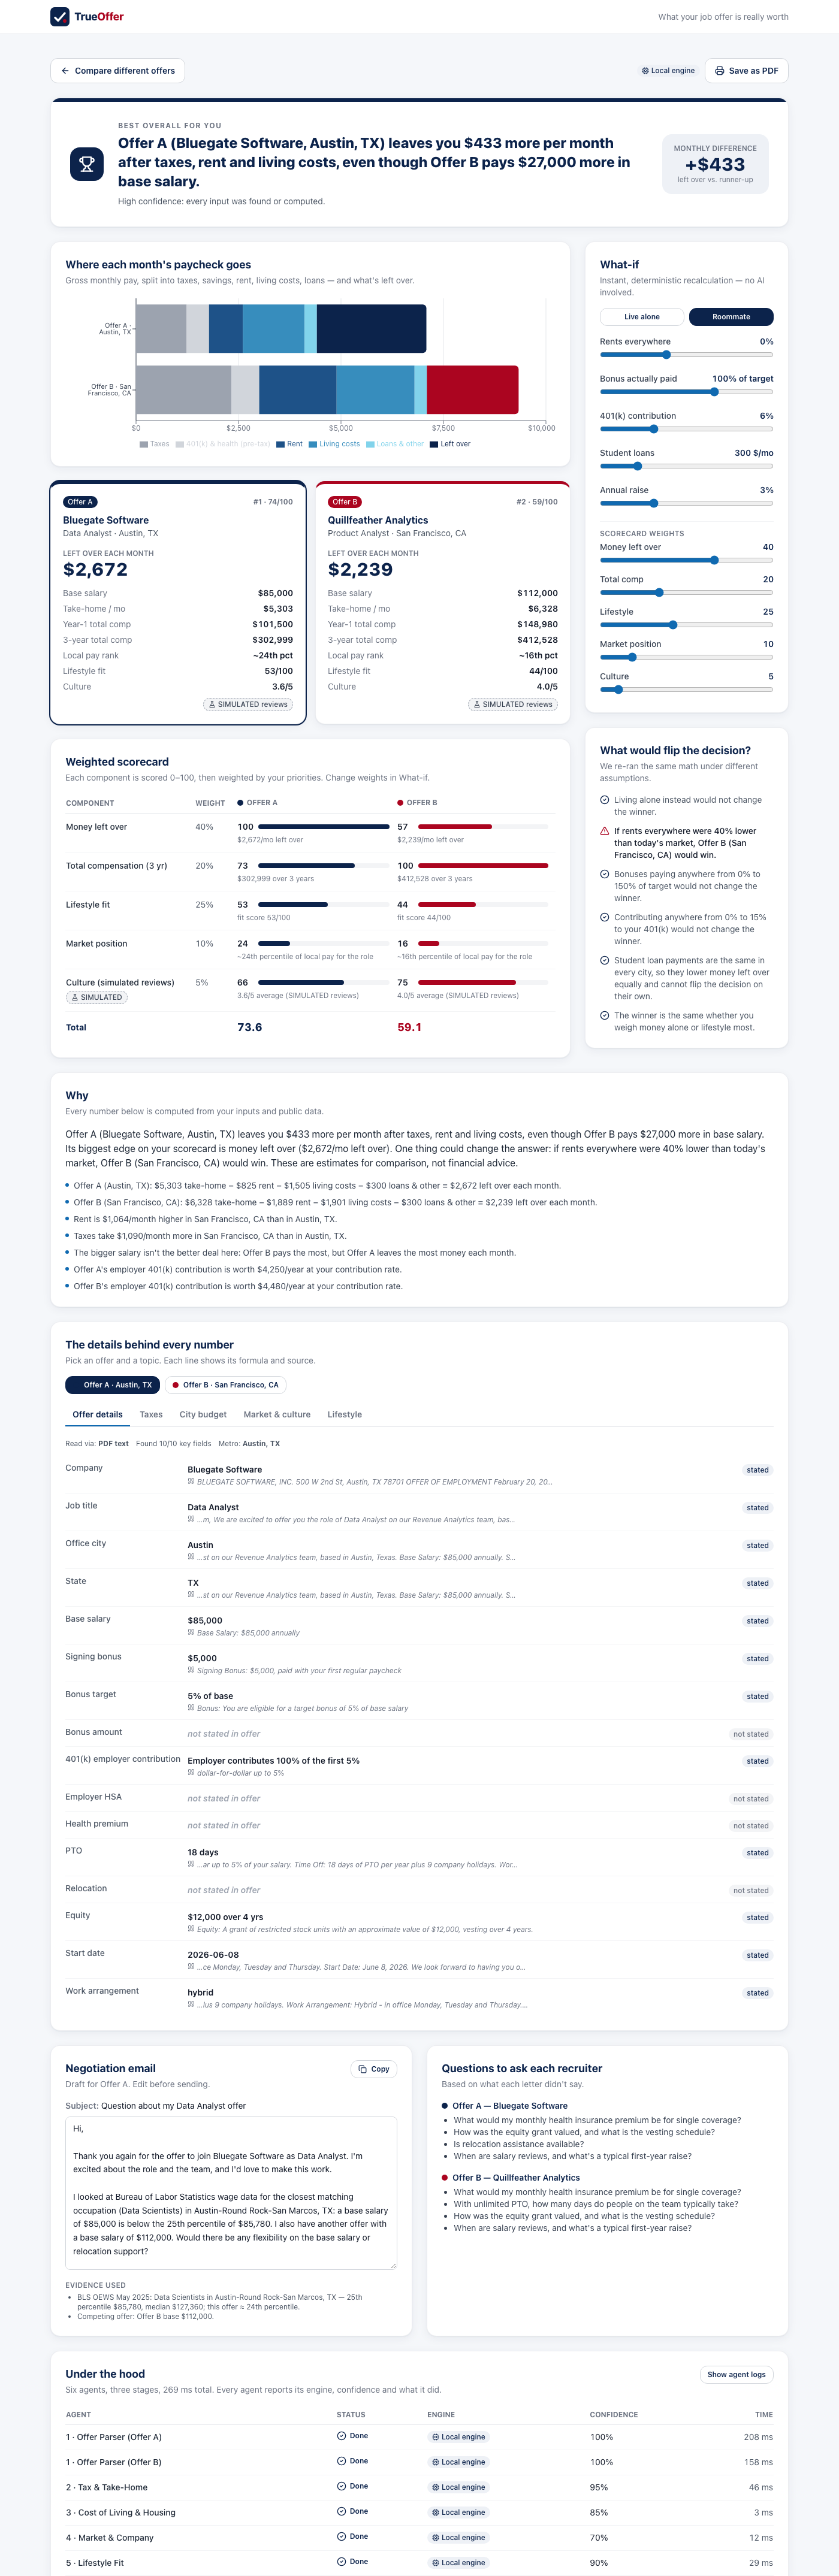 TrueOffer
What your job offer is really worth
Compare different offers
Local engine
Save as PDF
BEST OVERALL FOR YOU
Offer A (Bluegate Software, Austin, TX) leaves you $433 more per month
after taxes, rent and living costs, even though Offer B pays $27,000 more in
base salary.
High confidence: every input was found or computed.
MONTHLY DIFFERENCE
+$433
left over vs. runner-up
Where each month's paycheck goes
Gross monthly pay, split into taxes, savings, rent, living costs, loans — and what's left over.
Offer A ·
Austin, TX
Offer B · San
Francisco, CA
$0 $2,500 $5,000 $7,500 $10,000
Taxes 401(k) & health (pre-tax) Rent Living costs Loans & other Left over
Offer A
#1 · 74/100
Bluegate Software
Data Analyst · Austin, TX
LEFT OVER EACH MONTH
$2,672
Base salary $85,000
Take-home / mo $5,303
Year-1 total comp $101,500
3-year total comp $302,999
Local pay rank ~24th pct
Lifestyle fit 53/100
Culture 3.6/5
SIMULATED reviews
Offer B
#2 · 59/100
Quillfeather Analytics
Product Analyst · San Francisco, CA
LEFT OVER EACH MONTH
$2,239
Base salary $112,000
Take-home / mo $6,328
Year-1 total comp $148,980
3-year total comp $412,528
Local pay rank ~16th pct
Lifestyle fit 44/100
Culture 4.0/5
SIMULATED reviews
What-if
Instant, deterministic recalculation — no AI
involved.
Live alone
Roommate
Rents everywhere 0%
Bonus actually paid 100% of target
401(k) contribution 6%
Student loans 300 $/mo
Annual raise 3%
SCORECARD WEIGHTS
Money left over 40
Total comp 20
Lifestyle 25
Market position 10
Culture 5
What would flip the decision?
We re-ran the same math under different
assumptions.
Living alone instead would not change
the winner.
If rents everywhere were 40% lower
than today's market, Offer B (San
Francisco, CA) would win.
Bonuses paying anywhere from 0% to
150% of target would not change the
winner.
Contributing anywhere from 0% to 15%
to your 401(k) would not change the
winner.
Student loan payments are the same in
every city, so they lower money left over
equally and cannot flip the decision on
their own.
The winner is the same whether you
weigh money alone or lifestyle most.
Weighted scorecard
Each component is scored 0–100, then weighted by your priorities. Change weights in What-if.
COMPONENT WEIGHT OFFER A OFFER B
Money left over 40% 100 57
$2,672/mo left over $2,239/mo left over
Total compensation (3 yr) 20% 73 100
$302,999 over 3 years $412,528 over 3 years
Lifestyle fit 25% 53 44
fit score 53/100 fit score 44/100
Market position 10% 24 16
~24th percentile of local pay for the role ~16th percentile of local pay for the role
Culture (simulated reviews) 5% 66 75
SIMULATED 3.6/5 average (SIMULATED reviews) 4.0/5 average (SIMULATED reviews)
Total 73.6 59.1
Why
Every number below is computed from your inputs and public data.
Offer A (Bluegate Software, Austin, TX) leaves you $433 more per month after taxes, rent and living costs, even though Offer B pays $27,000 more in base salary.
Its biggest edge on your scorecard is money left over ($2,672/mo left over). One thing could change the answer: if rents everywhere were 40% lower than today's
market, Offer B (San Francisco, CA) would win. These are estimates for comparison, not financial advice.
Offer A (Austin, TX): $5,303 take-home − $825 rent − $1,505 living costs − $300 loans & other = $2,672 left over each month.
Offer B (San Francisco, CA): $6,328 take-home − $1,889 rent − $1,901 living costs − $300 loans & other = $2,239 left over each month.
Rent is $1,064/month higher in San Francisco, CA than in Austin, TX.
Taxes take $1,090/month more in San Francisco, CA than in Austin, TX.
The bigger salary isn't the better deal here: Offer B pays the most, but Offer A leaves the most money each month.
Offer A's employer 401(k) contribution is worth $4,250/year at your contribution rate.
Offer B's employer 401(k) contribution is worth $4,480/year at your contribution rate.
The details behind every number
Pick an offer and a topic. Each line shows its formula and source.
Offer A · Austin, TX
Offer B · San Francisco, CA
Offer details Taxes City budget Market & culture Lifestyle
Read via: PDF text Found 10/10 key fields Metro: Austin, TX
Company Bluegate Software stated
BLUEGATE SOFTWARE, INC. 500 W 2nd St, Austin, TX 78701 OFFER OF EMPLOYMENT February 20, 20...
Job title Data Analyst stated
...m, We are excited to offer you the role of Data Analyst on our Revenue Analytics team, bas...
Office city Austin stated
...st on our Revenue Analytics team, based in Austin, Texas. Base Salary: $85,000 annually. S...
State TX stated
...st on our Revenue Analytics team, based in Austin, Texas. Base Salary: $85,000 annually. S...
Base salary $85,000 stated
Base Salary: $85,000 annually
Signing bonus $5,000 stated
Signing Bonus: $5,000, paid with your first regular paycheck
Bonus target 5% of base stated
Bonus: You are eligible for a target bonus of 5% of base salary
Bonus amount not stated in offer not stated
401(k) employer contribution Employer contributes 100% of the first 5% stated
dollar-for-dollar up to 5%
Employer HSA not stated in offer not stated
Health premium not stated in offer not stated
PTO 18 days stated
...ar up to 5% of your salary. Time Off: 18 days of PTO per year plus 9 company holidays. Wor...
Relocation not stated in offer not stated
Equity $12,000 over 4 yrs stated
Equity: A grant of restricted stock units with an approximate value of $12,000, vesting over 4 years.
Start date 2026-06-08 stated
...ce Monday, Tuesday and Thursday. Start Date: June 8, 2026. We look forward to having you o...
Work arrangement hybrid stated
...lus 9 company holidays. Work Arrangement: Hybrid - in office Monday, Tuesday and Thursday....
Negotiation email
Copy
Draft for Offer A. Edit before sending.
Subject: Question about my Data Analyst offer
Hi,
Thank you again for the offer to join Bluegate Software as Data Analyst. I'm
excited about the role and the team, and I'd love to make this work.
I looked at Bureau of Labor Statistics wage data for the closest matching
occupation (Data Scientists) in Austin-Round Rock-San Marcos, TX: a base salary
of $85,000 is below the 25th percentile of $85,780. I also have another offer with
a base salary of $112,000. Would there be any flexibility on the base salary or
relocation support?
EVIDENCE USED
BLS OEWS May 2025: Data Scientists in Austin-Round Rock-San Marcos, TX — 25th
percentile $85,780, median $127,360; this offer ≈ 24th percentile.
Competing offer: Offer B base $112,000.
Questions to ask each recruiter
Based on what each letter didn't say.
Offer A — Bluegate Software
What would my monthly health insurance premium be for single coverage?
How was the equity grant valued, and what is the vesting schedule?
Is relocation assistance available?
When are salary reviews, and what's a typical first-year raise?
Offer B — Quillfeather Analytics
What would my monthly health insurance premium be for single coverage?
With unlimited PTO, how many days do people on the team typically take?
How was the equity grant valued, and what is the vesting schedule?
When are salary reviews, and what's a typical first-year raise?
Under the hood
Show agent logs
Six agents, three stages, 269 ms total. Every agent reports its engine, confidence and what it did.
AGENT STATUS ENGINE CONFIDENCE TIME
1 · Offer Parser (Offer A) Done Local engine 100% 208 ms
1 · Offer Parser (Offer B) Done Local engine 100% 158 ms
2 · Tax & Take-Home Done Local engine 95% 46 ms
3 · Cost of Living & Housing Done Local engine 85% 3 ms
4 · Market & Company Done Local engine 70% 12 ms
5 · Lifestyle Fit Done Local engine 90% 29 ms